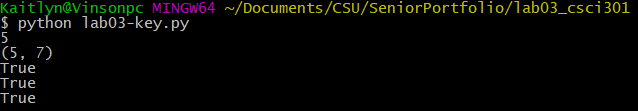 Kaitlyn@Vinsonpc MINGW64 ~/Documents/CSU/SeniorPortfolio/lab03_csci301
$ python lab03-key.py
5
(5, 7)
True
True
True